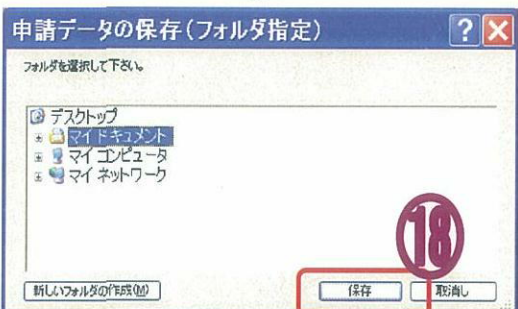 申請データの保存(フォルダ指定)
フォルダを選択して下さい。
デスクトップ
マイ ドキュメント
マイ コンピュータ
マイ ネットワーク
⑱
新しいフォルダの作成(M) 保存 取消し